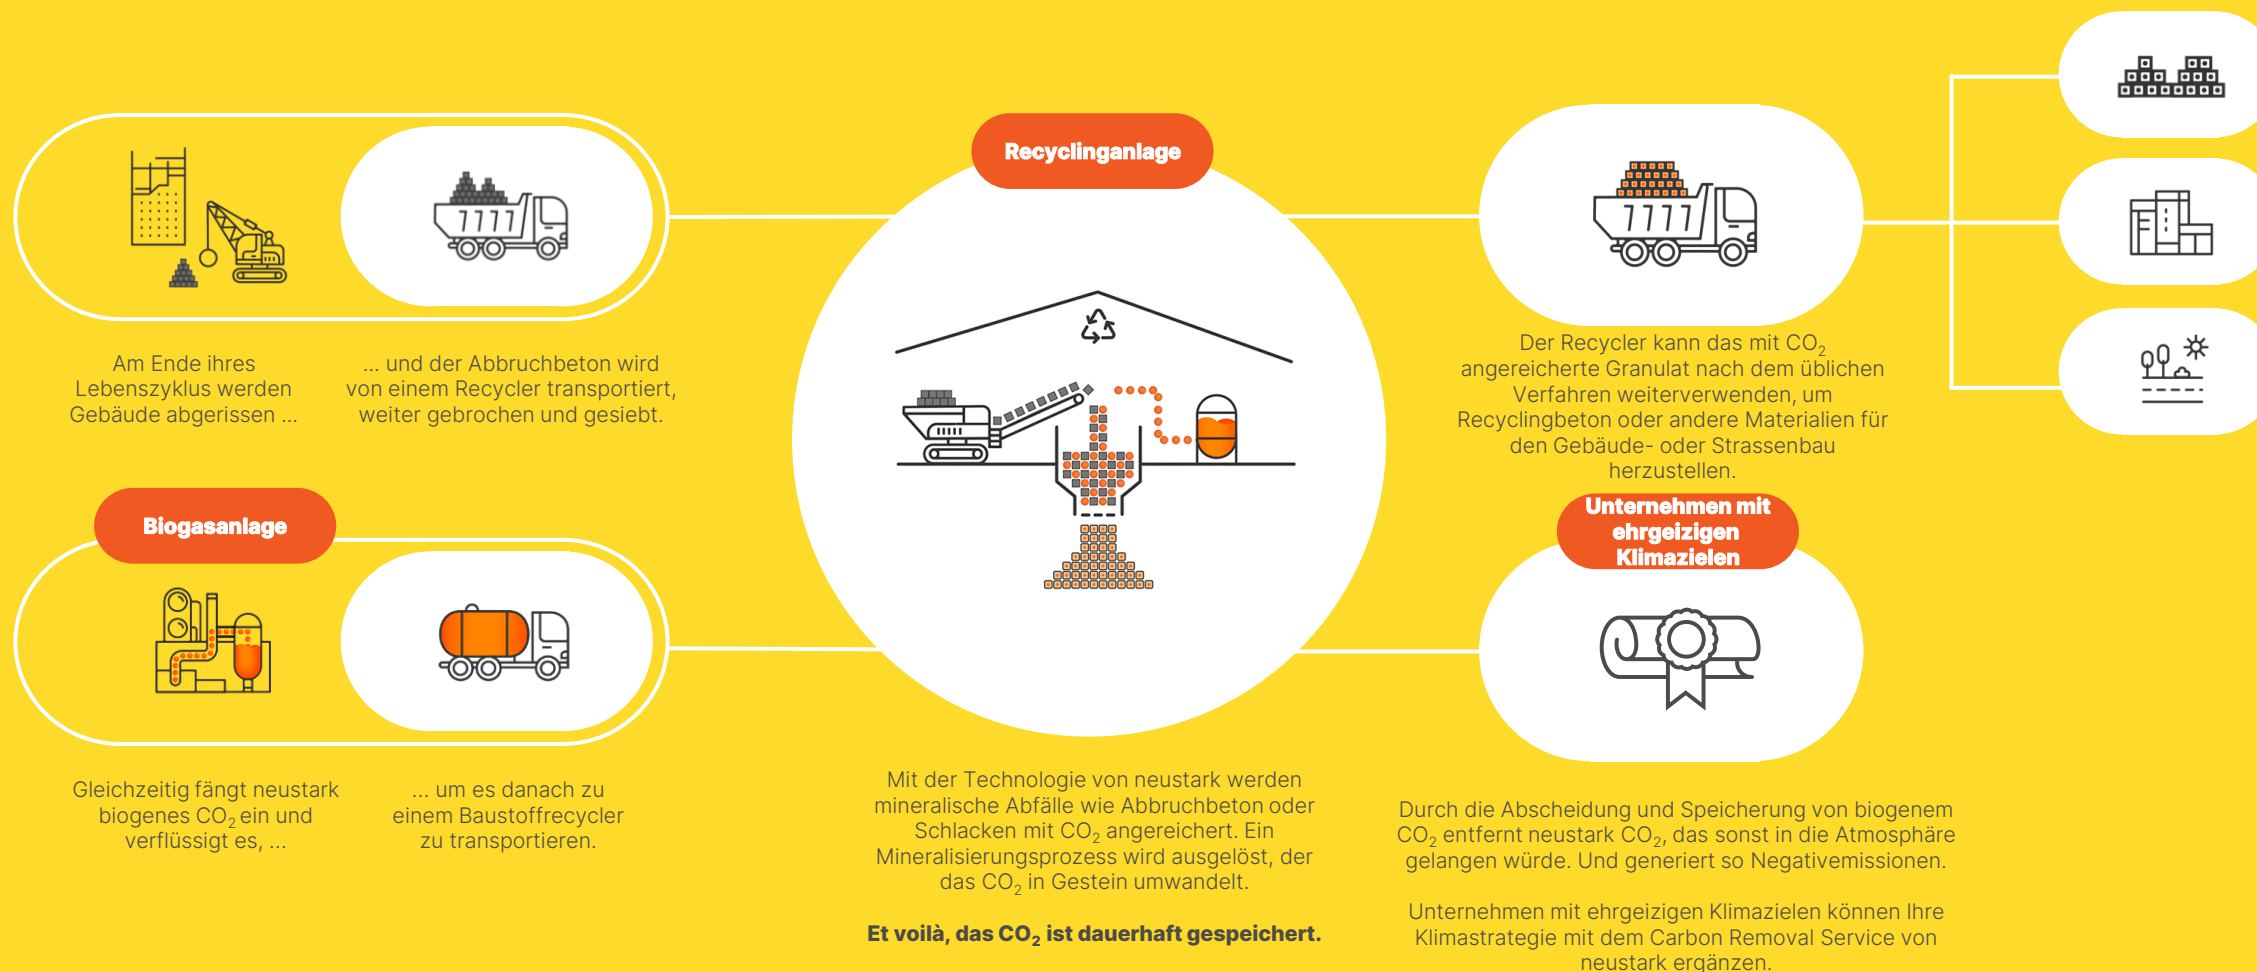 Recyclinganlage
Am Ende ihres
Lebenszyklus werden
Gebäude abgerissen ...
... und der Abbruchbeton wird
von einem Recycler transportiert,
weiter gebrochen und gesiebt.
Der Recycler kann das mit CO₂
angereicherte Granulat nach dem üblichen
Verfahren weiterverwenden, um
Recyclingbeton oder andere Materialien für
den Gebäude- oder Strassenbau
herzustellen.
Biogasanlage
Unternehmen mit
ehrgeizigen
Klimazielen
Gleichzeitig fängt neustark
biogenes CO₂ ein und
verflüssigt es, ...
... um es danach zu
einem Baustoffrecycler
zu transportieren.
Mit der Technologie von neustark werden
mineralische Abfälle wie Abbruchbeton oder
Schlacken mit CO₂ angereichert. Ein
Mineralisierungsprozess wird ausgelöst, der
das CO₂ in Gestein umwandelt.
Et voilà, das CO₂ ist dauerhaft gespeichert.
Durch die Abscheidung und Speicherung von biogenem
CO₂ entfernt neustark CO₂, das sonst in die Atmosphäre
gelangen würde. Und generiert so Negativemissionen.
Unternehmen mit ehrgeizigen Klimazielen können Ihre
Klimastrategie mit dem Carbon Removal Service von
neustark ergänzen.